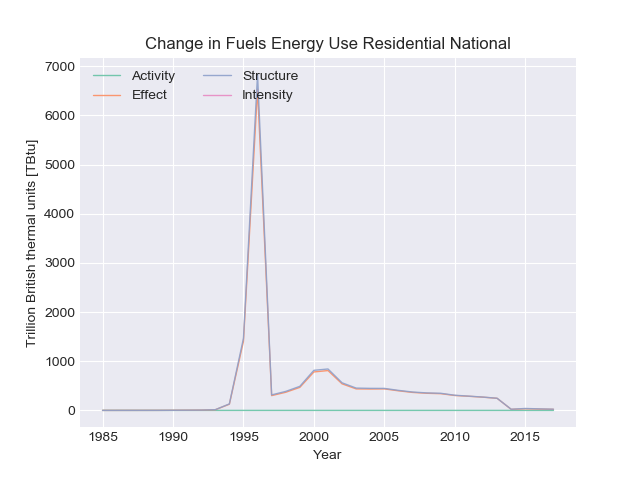 Change in Fuels Energy Use Residential National
Activity
Effect
Structure
Intensity
Trillion British thermal units [TBtu]
7000
6000
5000
4000
3000
2000
1000
0
1985 1990 1995 2000 2005 2010 2015
Year